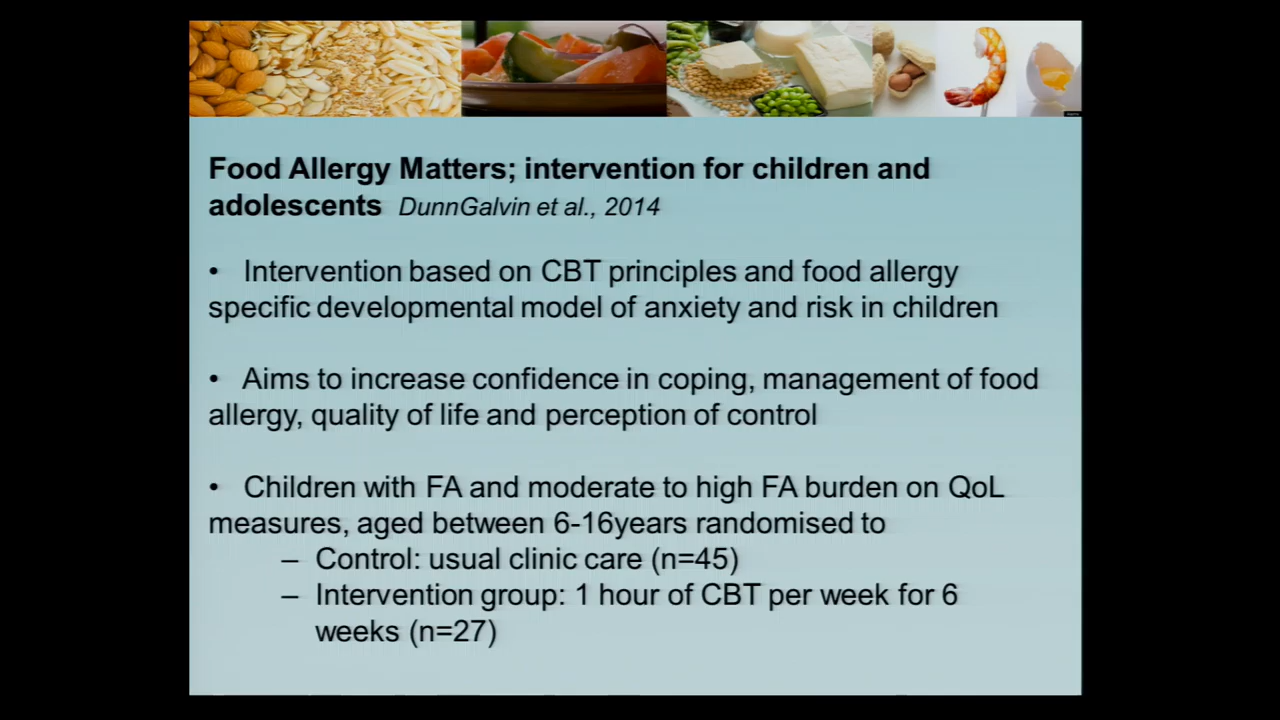 Food Allergy Matters; intervention for children and
adolescents DunnGalvin et al., 2014
• Intervention based on CBT principles and food allergy
specific developmental model of anxiety and risk in children
• Aims to increase confidence in coping, management of food
allergy, quality of life and perception of control
• Children with FA and moderate to high FA burden on QoL
measures, aged between 6-16years randomised to
– Control: usual clinic care (n=45)
– Intervention group: 1 hour of CBT per week for 6
weeks (n=27)